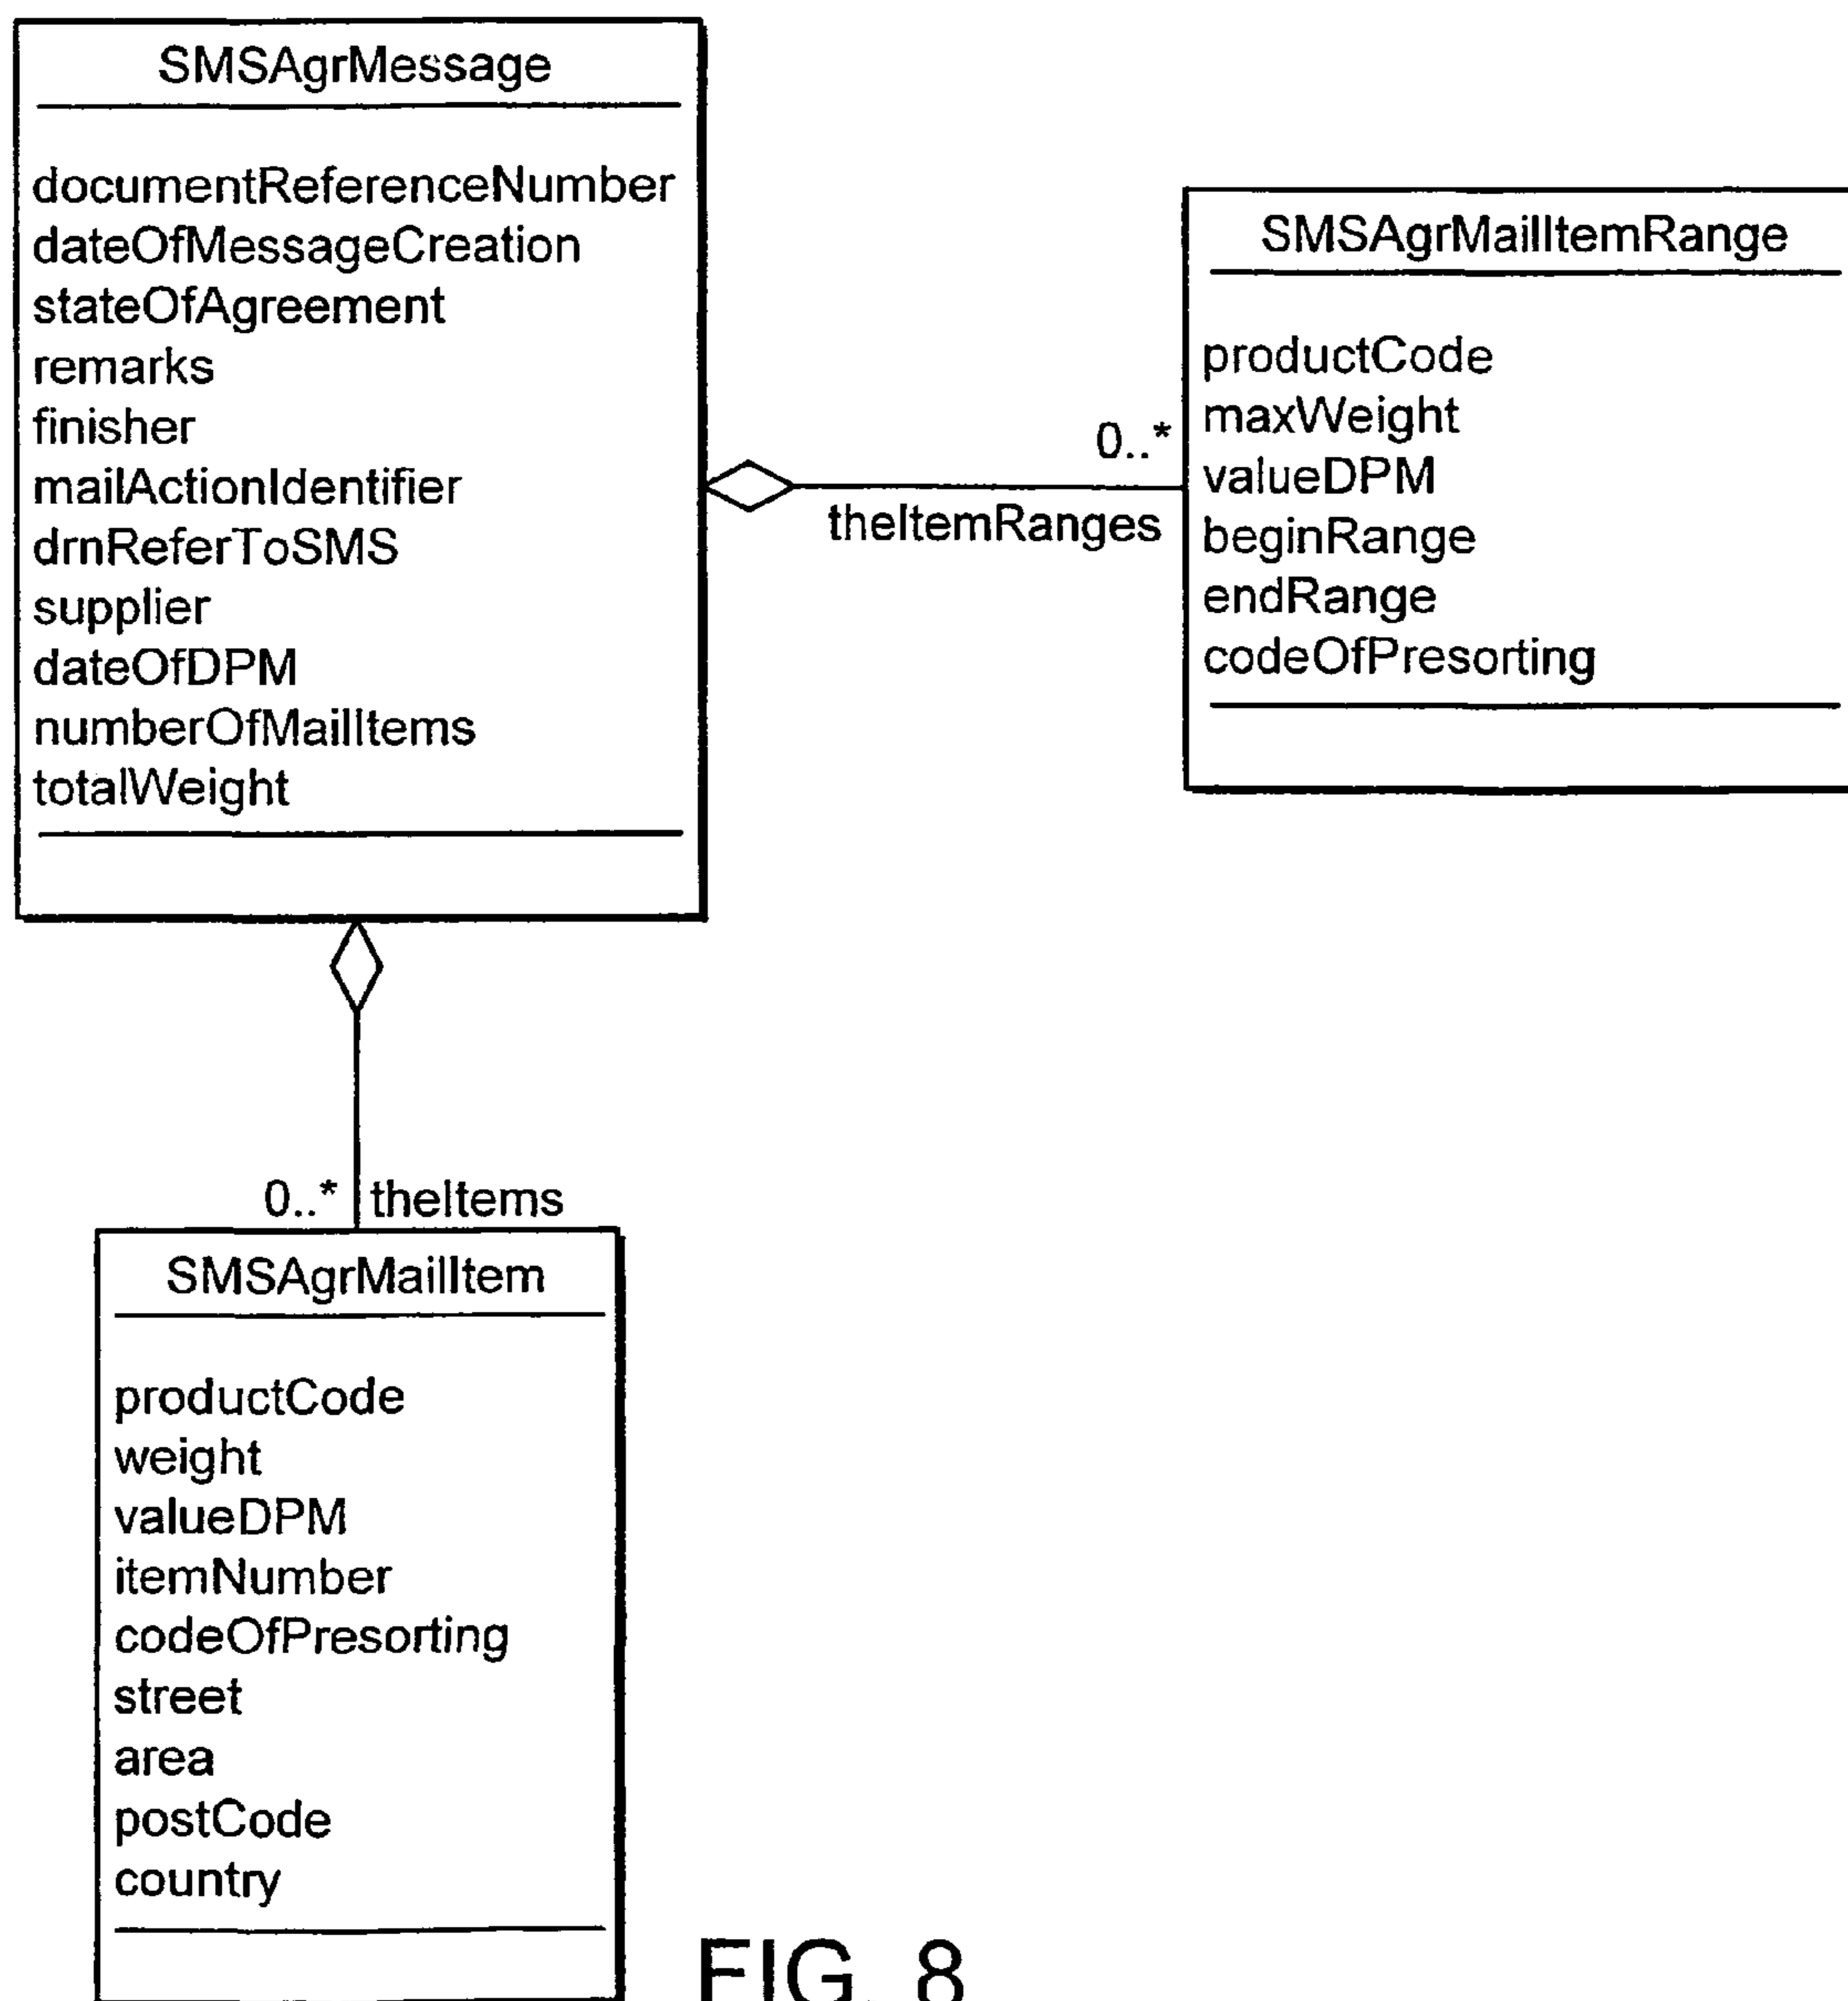 SMSAgrMessage
documentReferenceNumber
dateOfMessageCreation
stateOfAgreement
remarks
finisher
mailActionIdentifier
drnReferToSMS
supplier
dateOfDPM
numberOfMailItems
totalWeight
SMSAgrMailItemRange
productCode
maxWeight
valueDPM
beginRange
endRange
codeOfPresorting
0..*
theItemRanges
0..* theItems
SMSAgrMailItem
productCode
weight
valueDPM
itemNumber
codeOfPresorting
street
area
postCode
country
FIG. 8